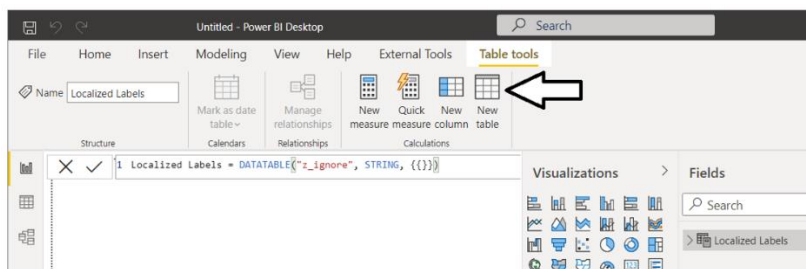 Untitled - Power BI Desktop
Search
File Home Insert Modeling View Help External Tools Table tools
Name Localized Labels
Mark as date table
Manage relationships
New measure
Quick measure
New column
New table
Structure Calendars Relationships Calculations
1 Localized Labels = DATATABLE("z_ignore", STRING, {{}})
Visualizations
Fields
Search
Localized Labels